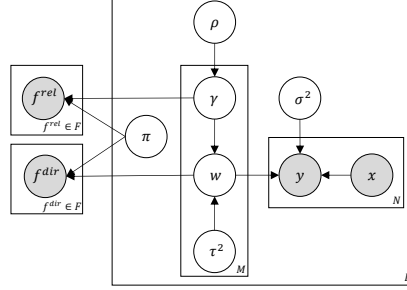 ρ
f^{rel}
γ
σ²
f^{rel} ∈ F
π
f^{dir}
w
y
x
f^{dir} ∈ F
N
τ²
M